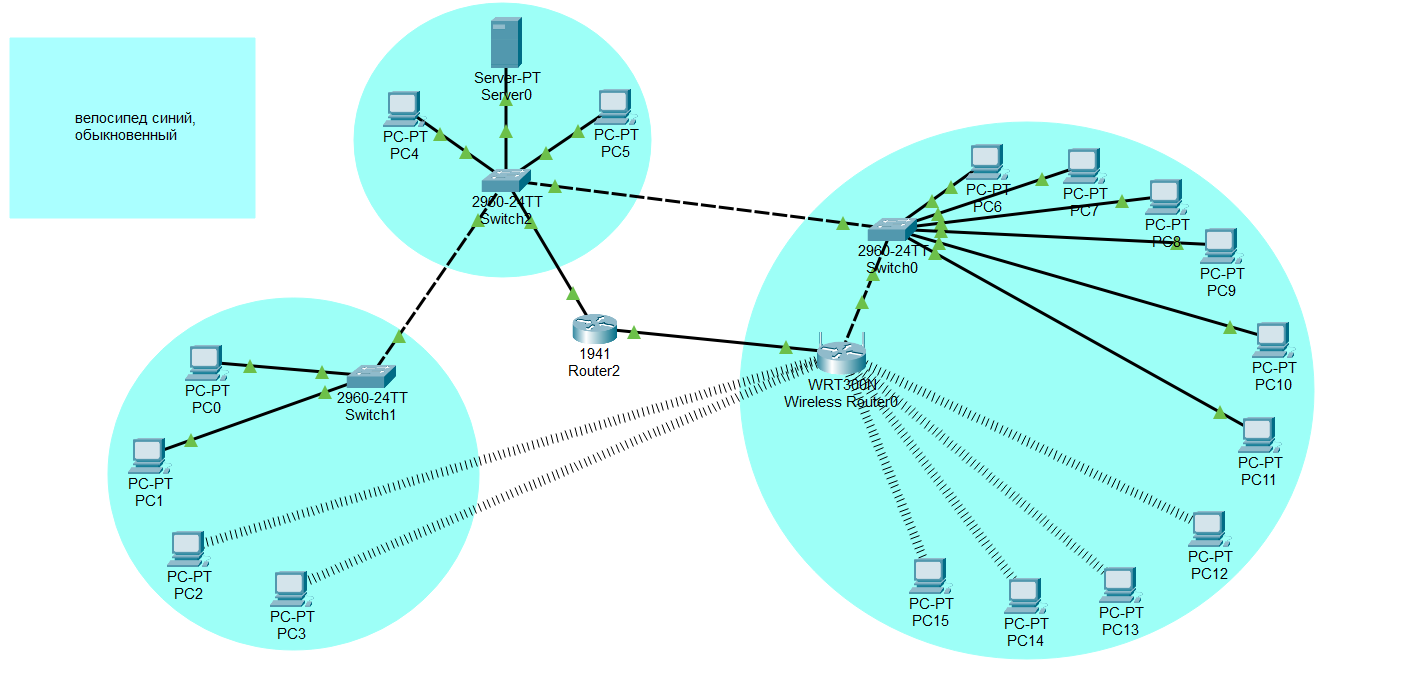 велосипед синий,
обыкновенный
Server-PT
Server0
PC-PT
PC4
PC-PT
PC5
2960-24TT
Switch2
PC-PT
PC6
PC-PT
PC7
PC-PT
PC8
2960-24TT
Switch0
PC-PT
PC9
1941
Router2
PC-PT
PC10
WRT300N
Wireless Router0
PC-PT
PC0
2960-24TT
Switch1
PC-PT
PC11
PC-PT
PC1
PC-PT
PC2
PC-PT
PC3
PC-PT
PC12
PC-PT
PC15
PC-PT
PC14
PC-PT
PC13